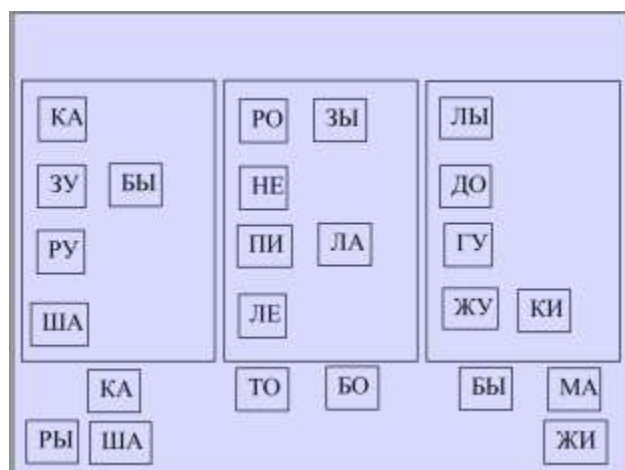 КА РО ЗЫ ЛЫ
ЗУ БЫ НЕ ДО
РУ ПИ ЛА ГУ
ША ЛЕ ЖУ КИ
КА ТО БО БЫ МА
РЫ ША ЖИ